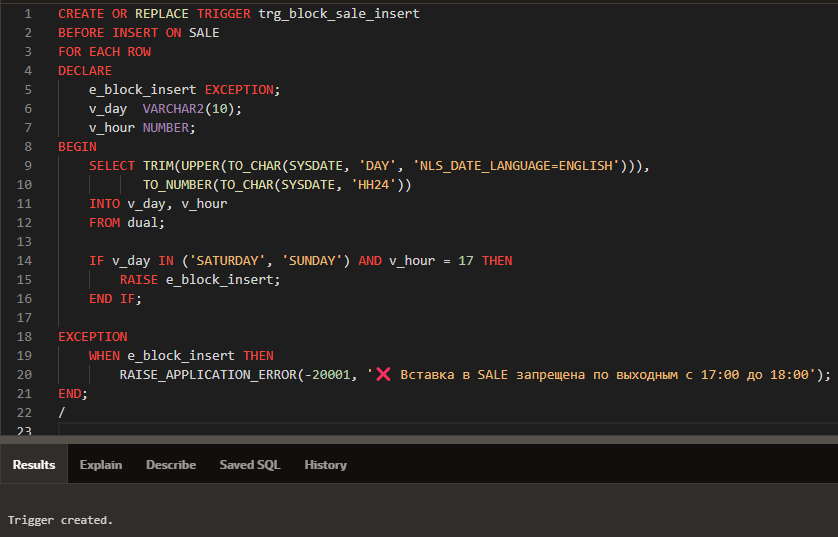 1 CREATE OR REPLACE TRIGGER trg_block_sale_insert
2 BEFORE INSERT ON SALE
3 FOR EACH ROW
4 DECLARE
5     e_block_insert EXCEPTION;
6     v_day  VARCHAR2(10);
7     v_hour NUMBER;
8 BEGIN
9     SELECT TRIM(UPPER(TO_CHAR(SYSDATE, 'DAY', 'NLS_DATE_LANGUAGE=ENGLISH'))),
10            TO_NUMBER(TO_CHAR(SYSDATE, 'HH24'))
11     INTO v_day, v_hour
12     FROM dual;
13
14     IF v_day IN ('SATURDAY', 'SUNDAY') AND v_hour = 17 THEN
15         RAISE e_block_insert;
16     END IF;
17
18 EXCEPTION
19     WHEN e_block_insert THEN
20         RAISE_APPLICATION_ERROR(-20001, '❌ Вставка в SALE запрещена по выходным с 17:00 до 18:00');
21 END;
22 /
23
Results Explain Describe Saved SQL History
Trigger created.